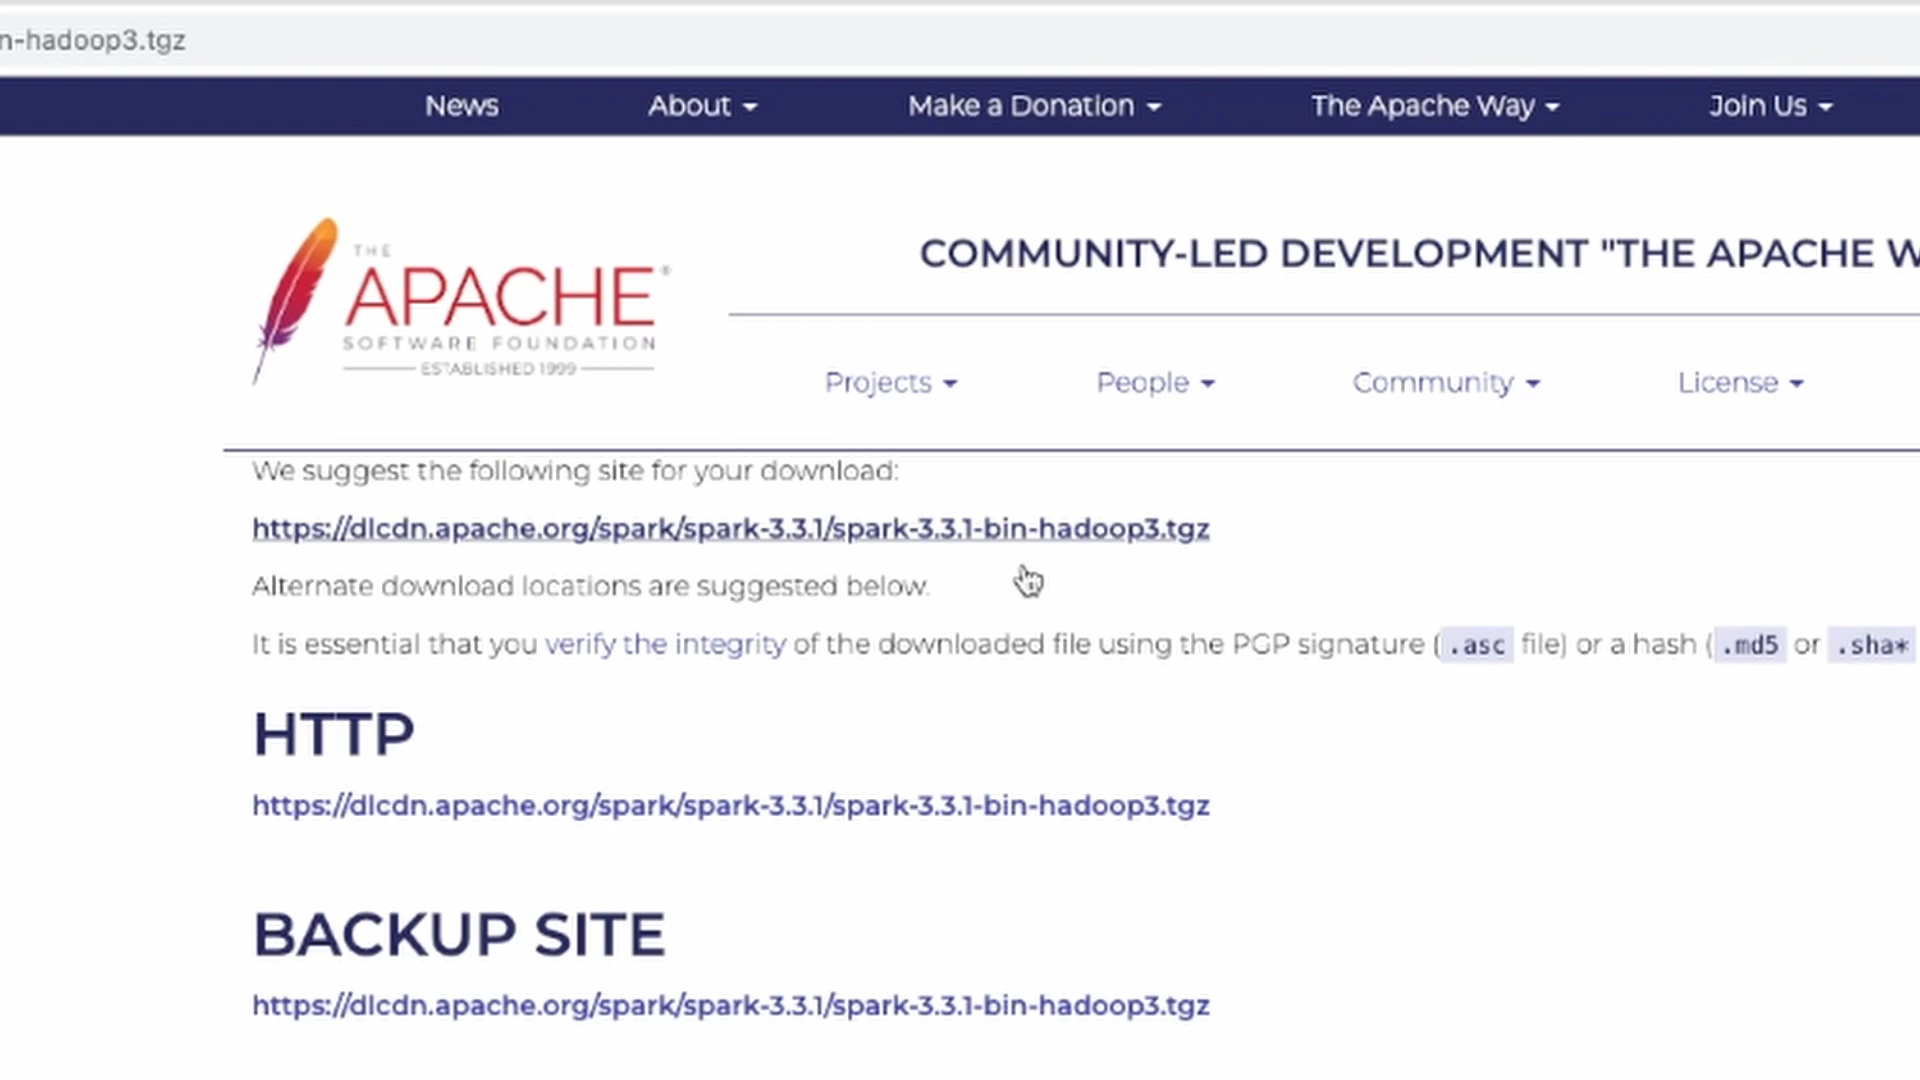 n-hadoop3.tgz
News About Make a Donation The Apache Way Join Us
THE
APACHE®
SOFTWARE FOUNDATION
ESTABLISHED 1999
COMMUNITY-LED DEVELOPMENT "THE APACHE W
Projects People Community License
We suggest the following site for your download:
https://dlcdn.apache.org/spark/spark-3.3.1/spark-3.3.1-bin-hadoop3.tgz
Alternate download locations are suggested below.
It is essential that you verify the integrity of the downloaded file using the PGP signature ( .asc file) or a hash ( .md5 or .sha*
HTTP
https://dlcdn.apache.org/spark/spark-3.3.1/spark-3.3.1-bin-hadoop3.tgz
BACKUP SITE
https://dlcdn.apache.org/spark/spark-3.3.1/spark-3.3.1-bin-hadoop3.tgz